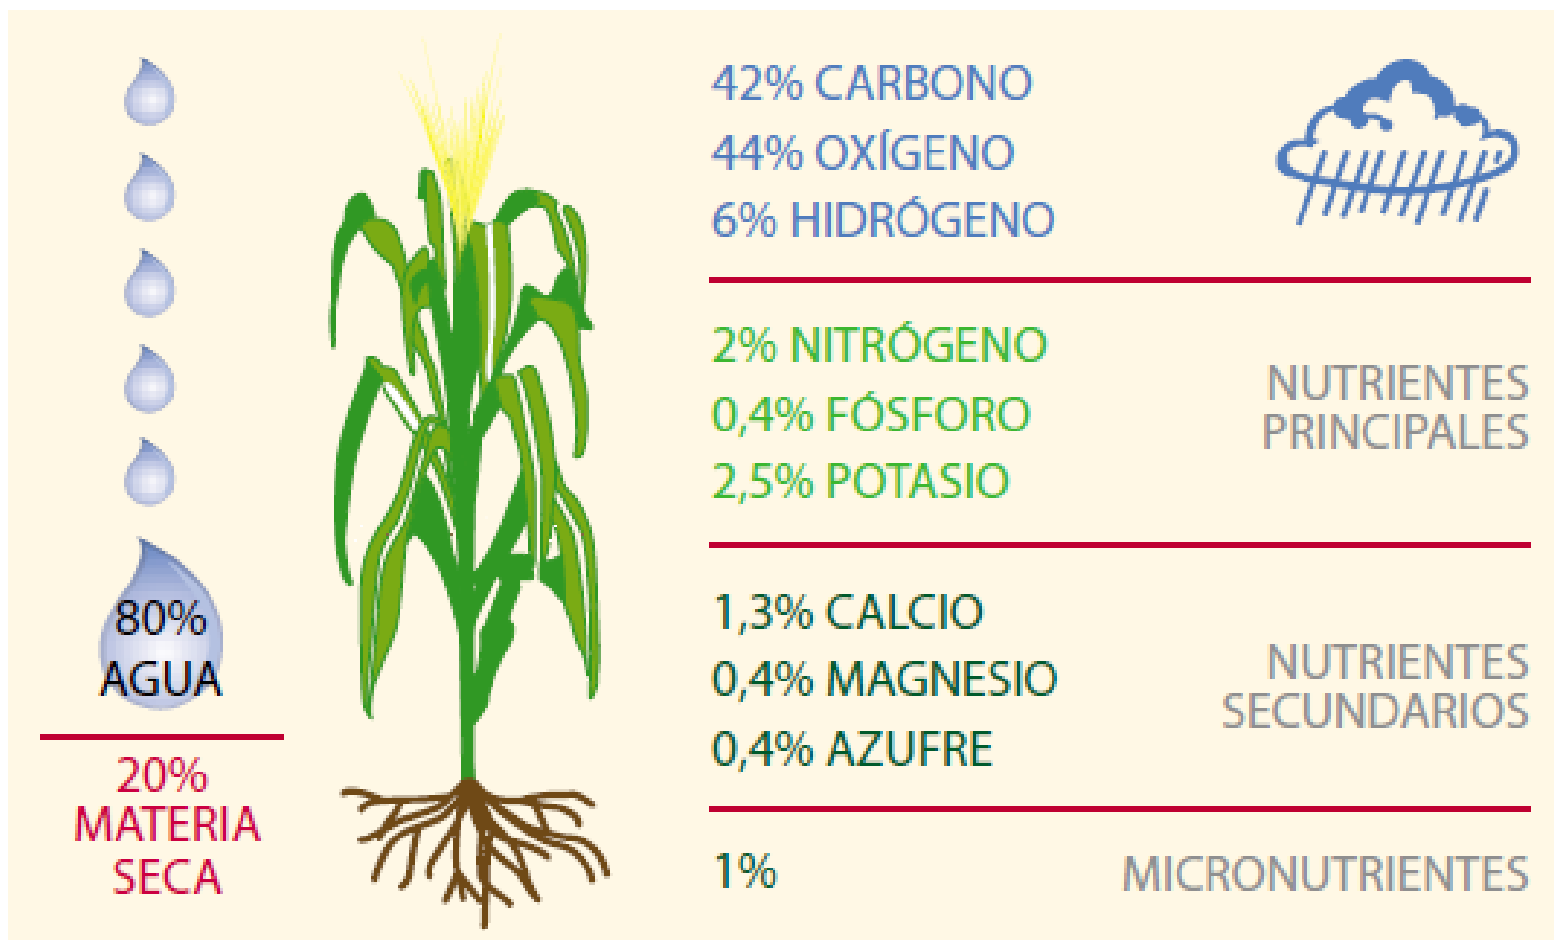 80%
AGUA
20%
MATERIA
SECA
42% CARBONO
44% OXÍGENO
6% HIDRÓGENO
2% NITRÓGENO
0,4% FÓSFORO
2,5% POTASIO
NUTRIENTES
PRINCIPALES
1,3% CALCIO
0,4% MAGNESIO
0,4% AZUFRE
NUTRIENTES
SECUNDARIOS
1%
MICRONUTRIENTES